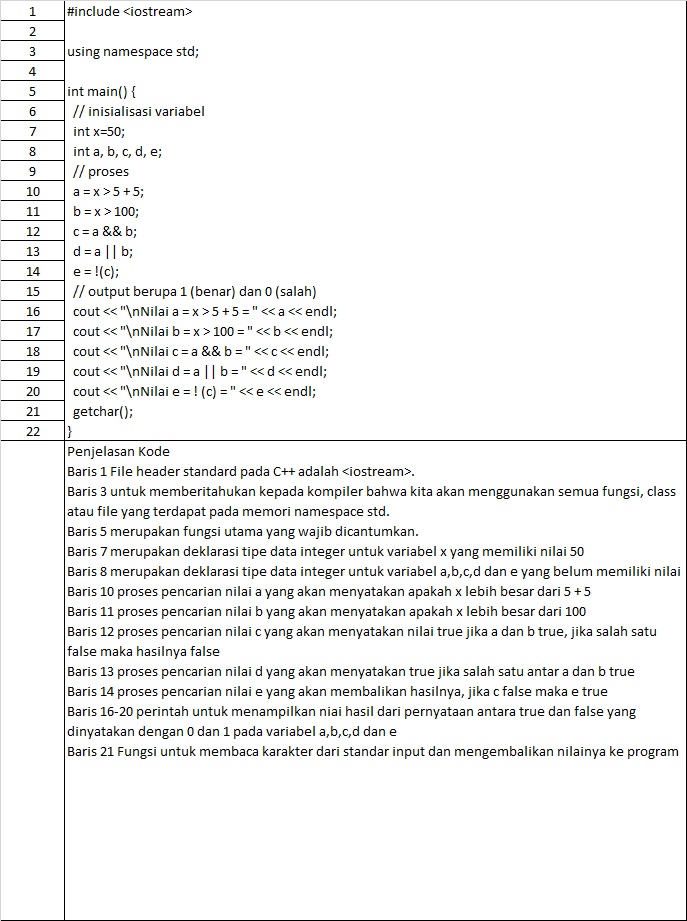 1 #include <iostream>
2
3 using namespace std;
4
5 int main() {
6 // inisialisasi variabel
7 int x=50;
8 int a, b, c, d, e;
9 // proses
10 a = x > 5 + 5;
11 b = x > 100;
12 c = a && b;
13 d = a || b;
14 e = !(c);
15 // output berupa 1 (benar) dan 0 (salah)
16 cout << "\nNilai a = x > 5 + 5 = " << a << endl;
17 cout << "\nNilai b = x > 100 = " << b << endl;
18 cout << "\nNilai c = a && b = " << c << endl;
19 cout << "\nNilai d = a || b = " << d << endl;
20 cout << "\nNilai e = ! (c) = " << e << endl;
21 getchar();
22 }
Penjelasan Kode
Baris 1 File header standard pada C++ adalah <iostream>.
Baris 3 untuk memberitahukan kepada kompiler bahwa kita akan menggunakan semua fungsi, class
atau file yang terdapat pada memori namespace std.
Baris 5 merupakan fungsi utama yang wajib dicantumkan.
Baris 7 merupakan deklarasi tipe data integer untuk variabel x yang memiliki nilai 50
Baris 8 merupakan deklarasi tipe data integer untuk variabel a,b,c,d dan e yang belum memiliki nilai
Baris 10 proses pencarian nilai a yang akan menyatakan apakah x lebih besar dari 5 + 5
Baris 11 proses pencarian nilai b yang akan menyatakan apakah x lebih besar dari 100
Baris 12 proses pencarian nilai c yang akan menyatakan nilai true jika a dan b true, jika salah satu
false maka hasilnya false
Baris 13 proses pencarian nilai d yang akan menyatakan true jika salah satu antar a dan b true
Baris 14 proses pencarian nilai e yang akan membalikan hasilnya, jika c false maka e true
Baris 16-20 perintah untuk menampilkan niai hasil dari pernyataan antara true dan false yang
dinyatakan dengan 0 dan 1 pada variabel a,b,c,d dan e
Baris 21 Fungsi untuk membaca karakter dari standar input dan mengembalikan nilainya ke program